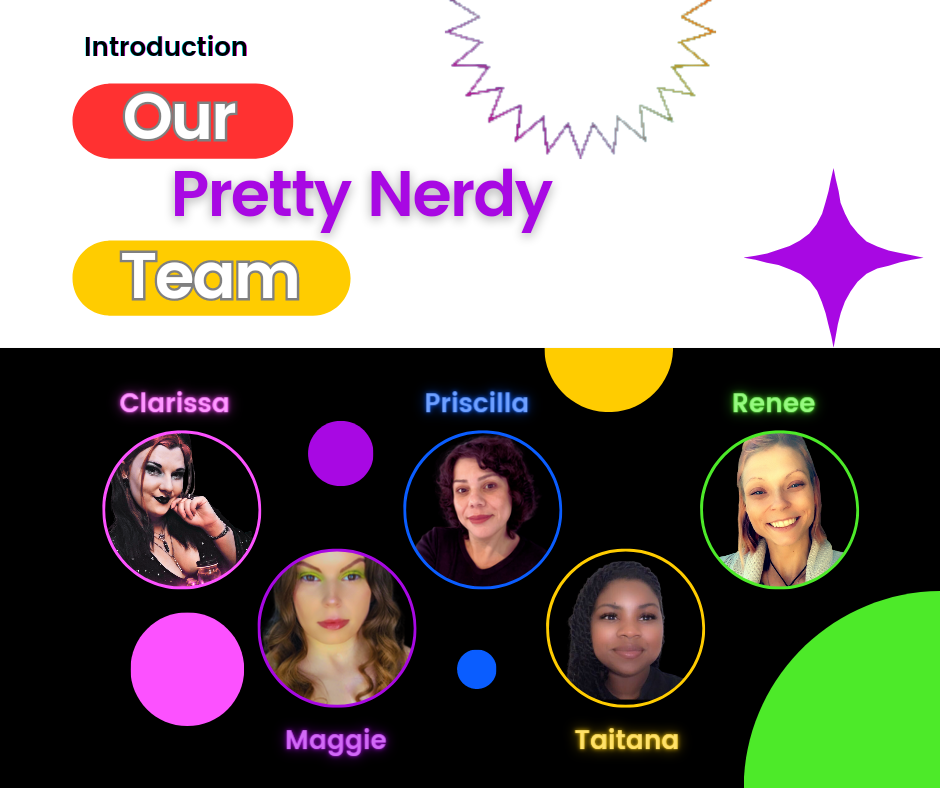 Introduction
Our
Pretty Nerdy
Team
Clarissa
Priscilla
Renee
Maggie
Taitana